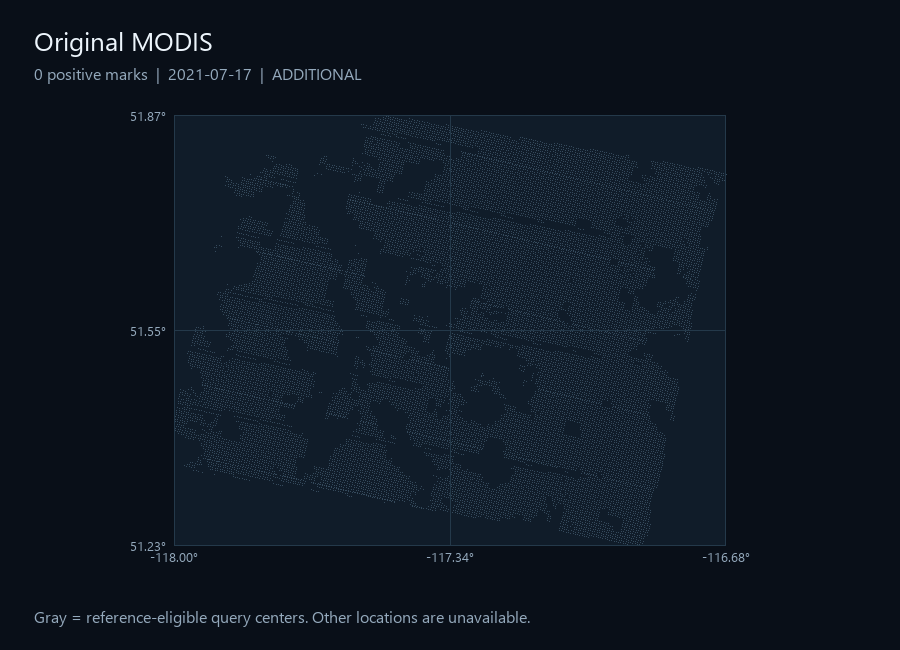 Original MODIS
0 positive marks | 2021-07-17 | ADDITIONAL
51.87°
51.55°
51.23°
-118.00°
-117.34°
-116.68°
Gray = reference-eligible query centers. Other locations are unavailable.